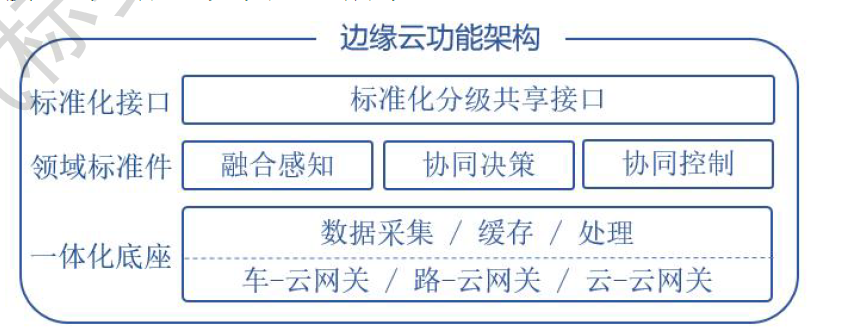 边缘云功能架构
标准化接口 标准化分级共享接口
领域标准件 融合感知 协同决策 协同控制
一体化底座 数据采集 / 缓存 / 处理
车-云网关 / 路-云网关 / 云-云网关